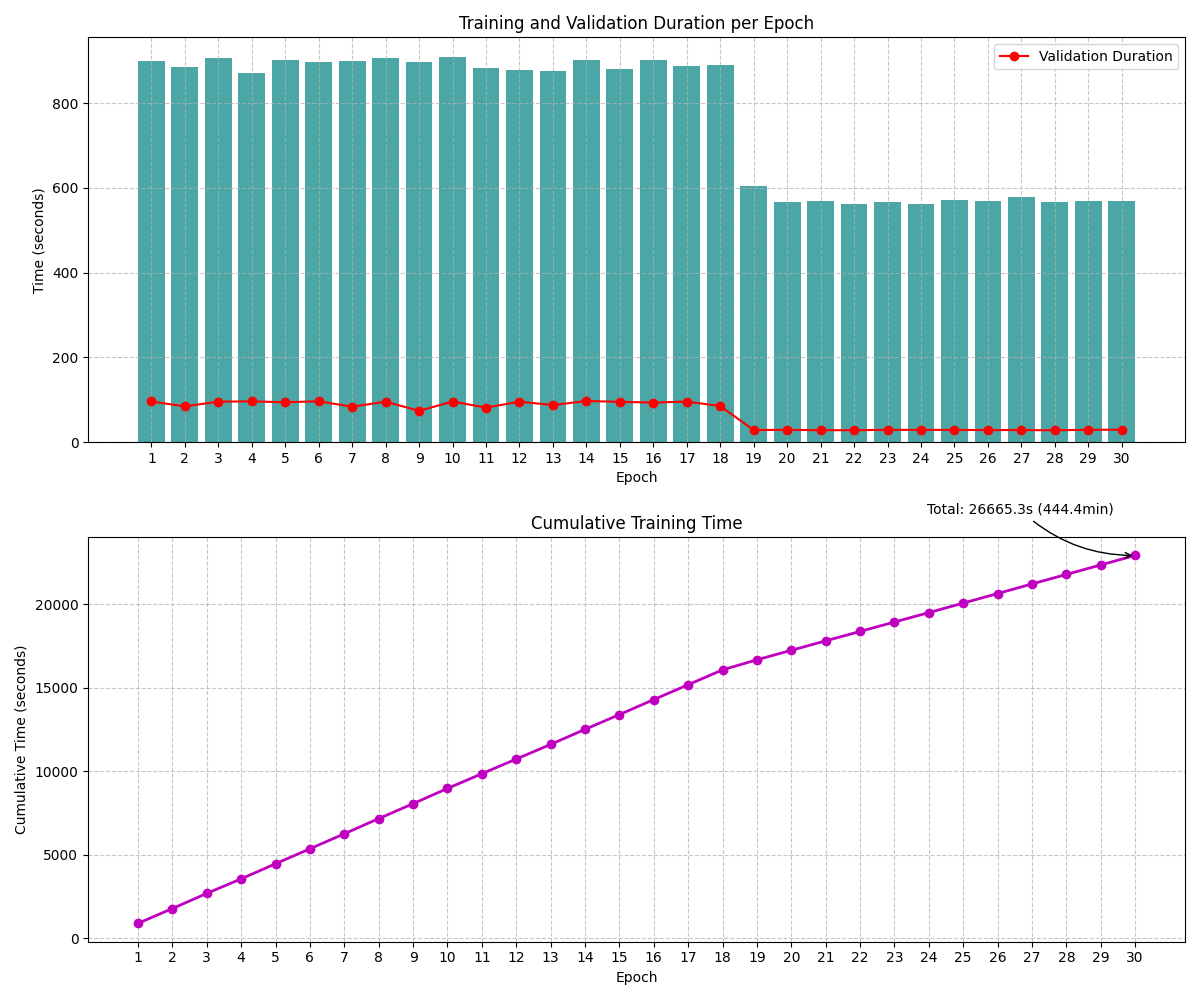 Training and Validation Duration per Epoch
Validation Duration
Time (seconds)
800
600
400
200
0
1 2 3 4 5 6 7 8 9 10 11 12 13 14 15 16 17 18 19 20 21 22 23 24 25 26 27 28 29 30
Epoch
Total: 26665.3s (444.4min)
Cumulative Training Time
Cumulative Time (seconds)
20000
15000
10000
5000
0
1 2 3 4 5 6 7 8 9 10 11 12 13 14 15 16 17 18 19 20 21 22 23 24 25 26 27 28 29 30
Epoch